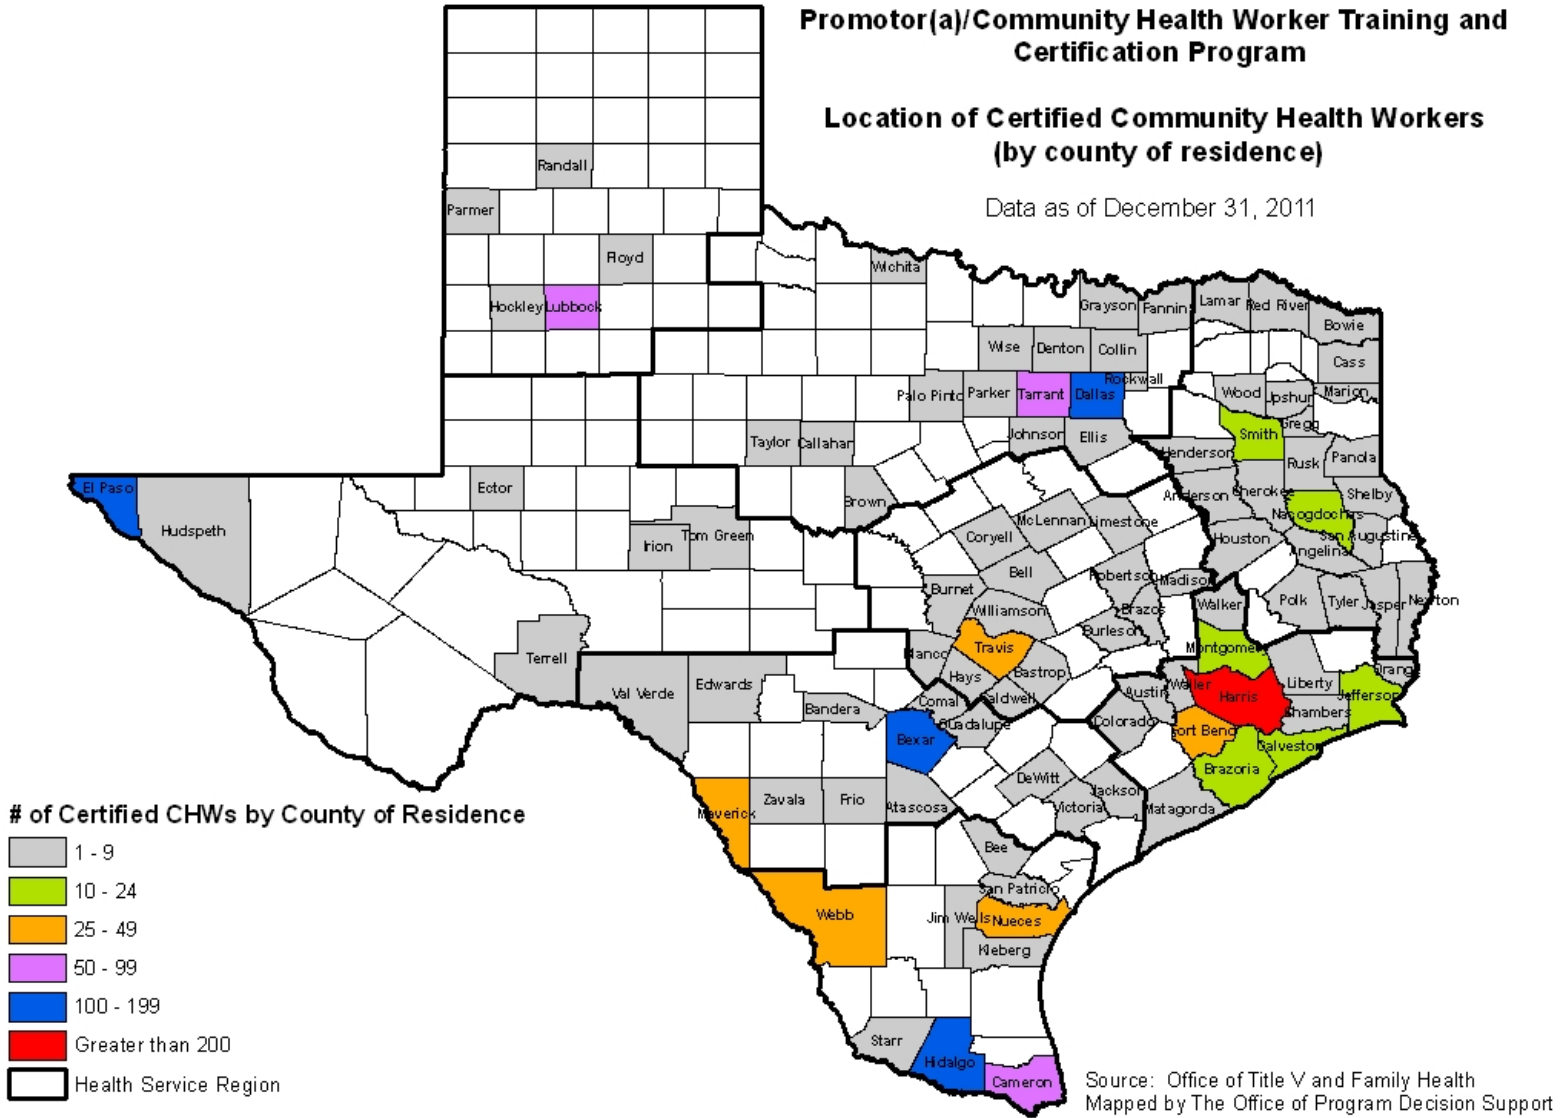 Promotor(a)/Community Health Worker Training and
Certification Program
Location of Certified Community Health Workers
(by county of residence)
Data as of December 31, 2011
Randall
Parmer
Floyd
Wichita
Hockley
Lubbock
Grayson
Fannin
Lamar
Red River
Bowie
Wise
Denton
Collin
Cass
Rockwall
Palo Pinto
Parker
Tarrant
Dallas
Wood
Upshur
Marion
Gregg
Taylor
Callahan
Johnson
Ellis
Smith
Henderson
Rusk
Panola
El Paso
Ector
Brown
Anderson
Cherokee
Shelby
Hudspeth
Nacogdoches
McLennan
Limestone
Tom Green
Irion
Coryell
Houston
San Augustine
Angelina
Bell
Robertson
Madison
Burnet
Williamson
Brazos
Walker
Polk
Tyler
Jasper
Newton
Burleson
Travis
Blanco
Montgomery
Terrell
Hays
Bastrop
Orange
Val Verde
Edwards
Caldwell
Austin
Waller
Harris
Liberty
Jefferson
Bandera
Comal
Guadalupe
Colorado
Chambers
Fort Bend
Bexar
Galveston
Brazoria
DeWitt
Jackson
Maverick
Zavala
Frio
Atascosa
Victoria
Matagorda
Bee
San Patricio
Webb
Jim Wells
Nueces
Kleberg
Starr
Hidalgo
Cameron
# of Certified CHWs by County of Residence
1 - 9
10 - 24
25 - 49
50 - 99
100 - 199
Greater than 200
Health Service Region
Source: Office of Title V and Family Health
Mapped by The Office of Program Decision Support